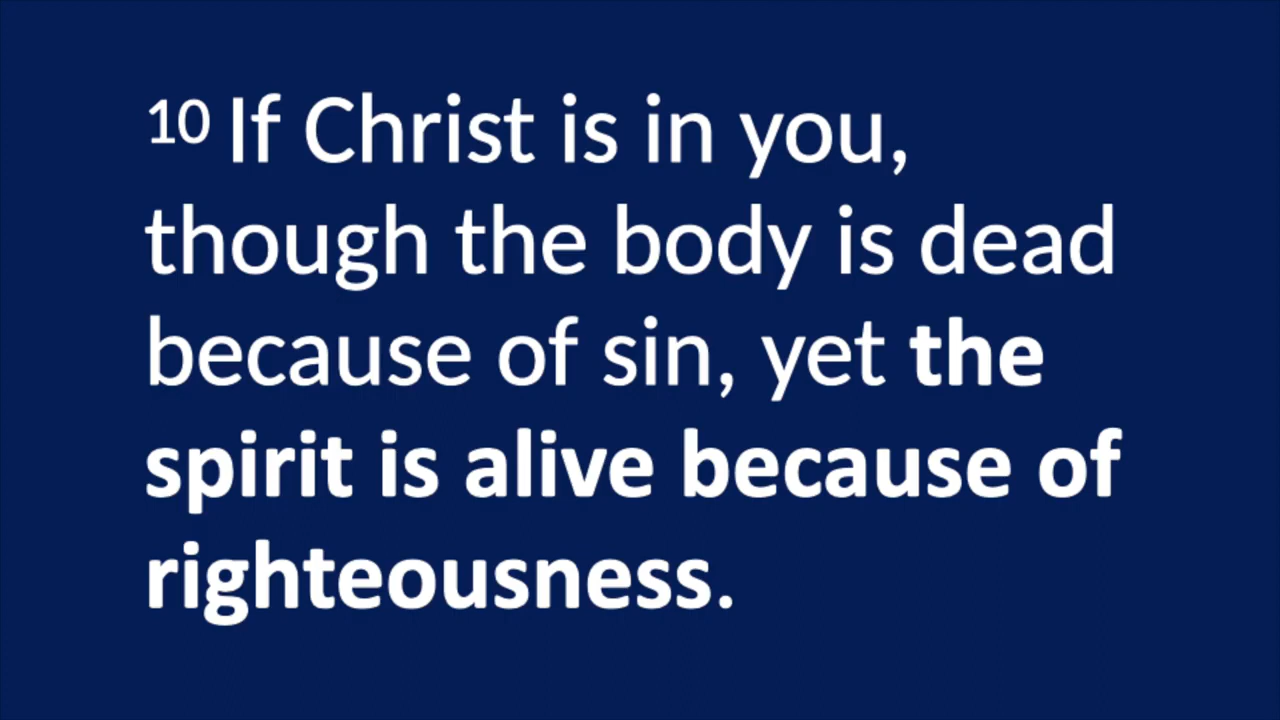 10 If Christ is in you,
though the body is dead
because of sin, yet the
spirit is alive because of
righteousness.